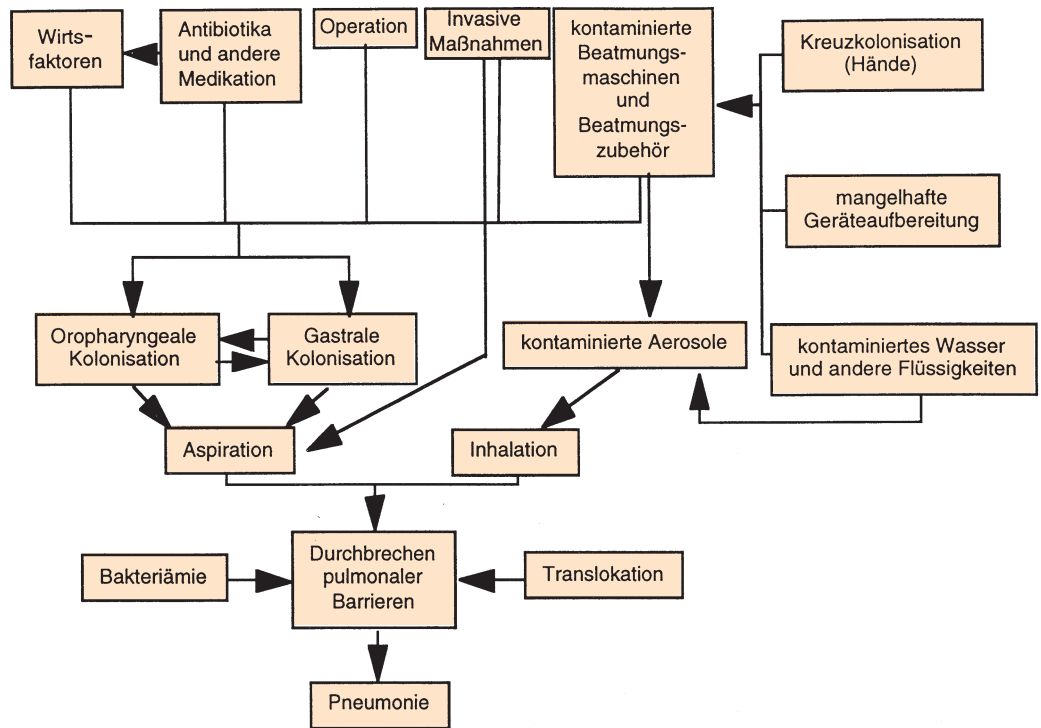 Wirts-
faktoren
Antibiotika
und andere
Medikation
Operation
Invasive
Maßnahmen
kontaminierte
Beatmungs-
maschinen
und
Beatmungs-
zubehör
Kreuzkolonisation
(Hände)
mangelhafte
Geräteaufbereitung
Oropharyngeale
Kolonisation
Gastrale
Kolonisation
kontaminierte Aerosole
kontaminiertes Wasser
und andere Flüssigkeiten
Aspiration
Inhalation
Bakteriämie
Durchbrechen
pulmonaler
Barrieren
Translokation
Pneumonie